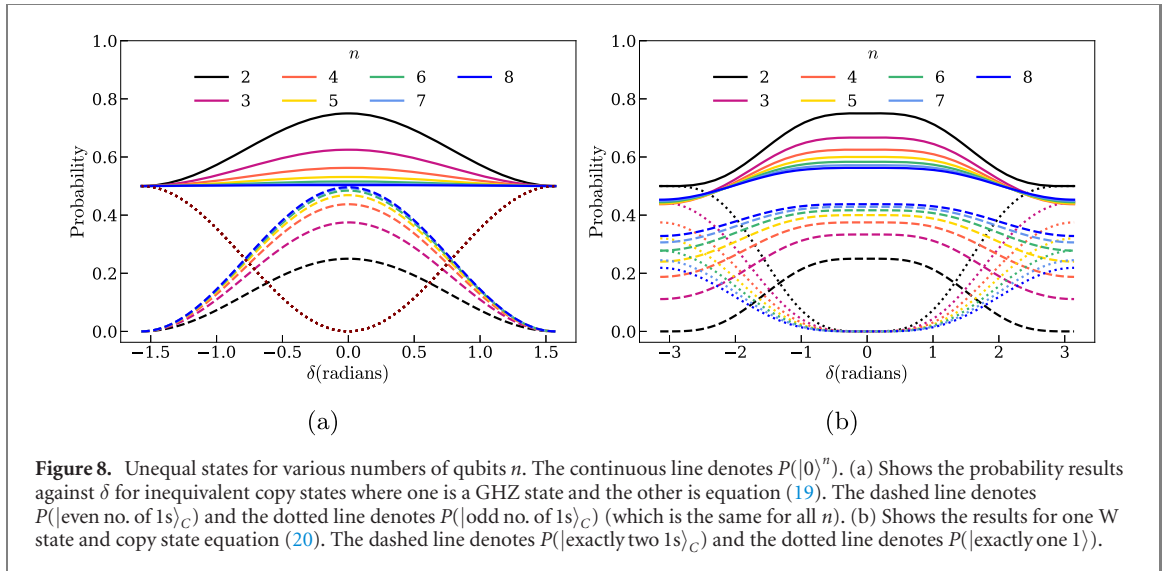 1.0
0.8
0.6
0.4
0.2
0.0
Probability
n
2 4 6 8
3 5 7
−1.5 −1.0 −0.5 0.0 0.5 1.0 1.5
δ(radians)
(a)
1.0
0.8
0.6
0.4
0.2
0.0
Probability
n
2 4 6 8
3 5 7
−3 −2 −1 0 1 2 3
δ(radians)
(b)
Figure 8. Unequal states for various numbers of qubits n. The continuous line denotes P(|0⟩ⁿ). (a) Shows the probability results
against δ for inequivalent copy states where one is a GHZ state and the other is equation (19). The dashed line denotes
P(|even no. of 1s⟩_C) and the dotted line denotes P(|odd no. of 1s⟩_C) (which is the same for all n). (b) Shows the results for one W
state and copy state equation (20). The dashed line denotes P(|exactly two 1s⟩_C) and the dotted line denotes P(|exactly one 1⟩).